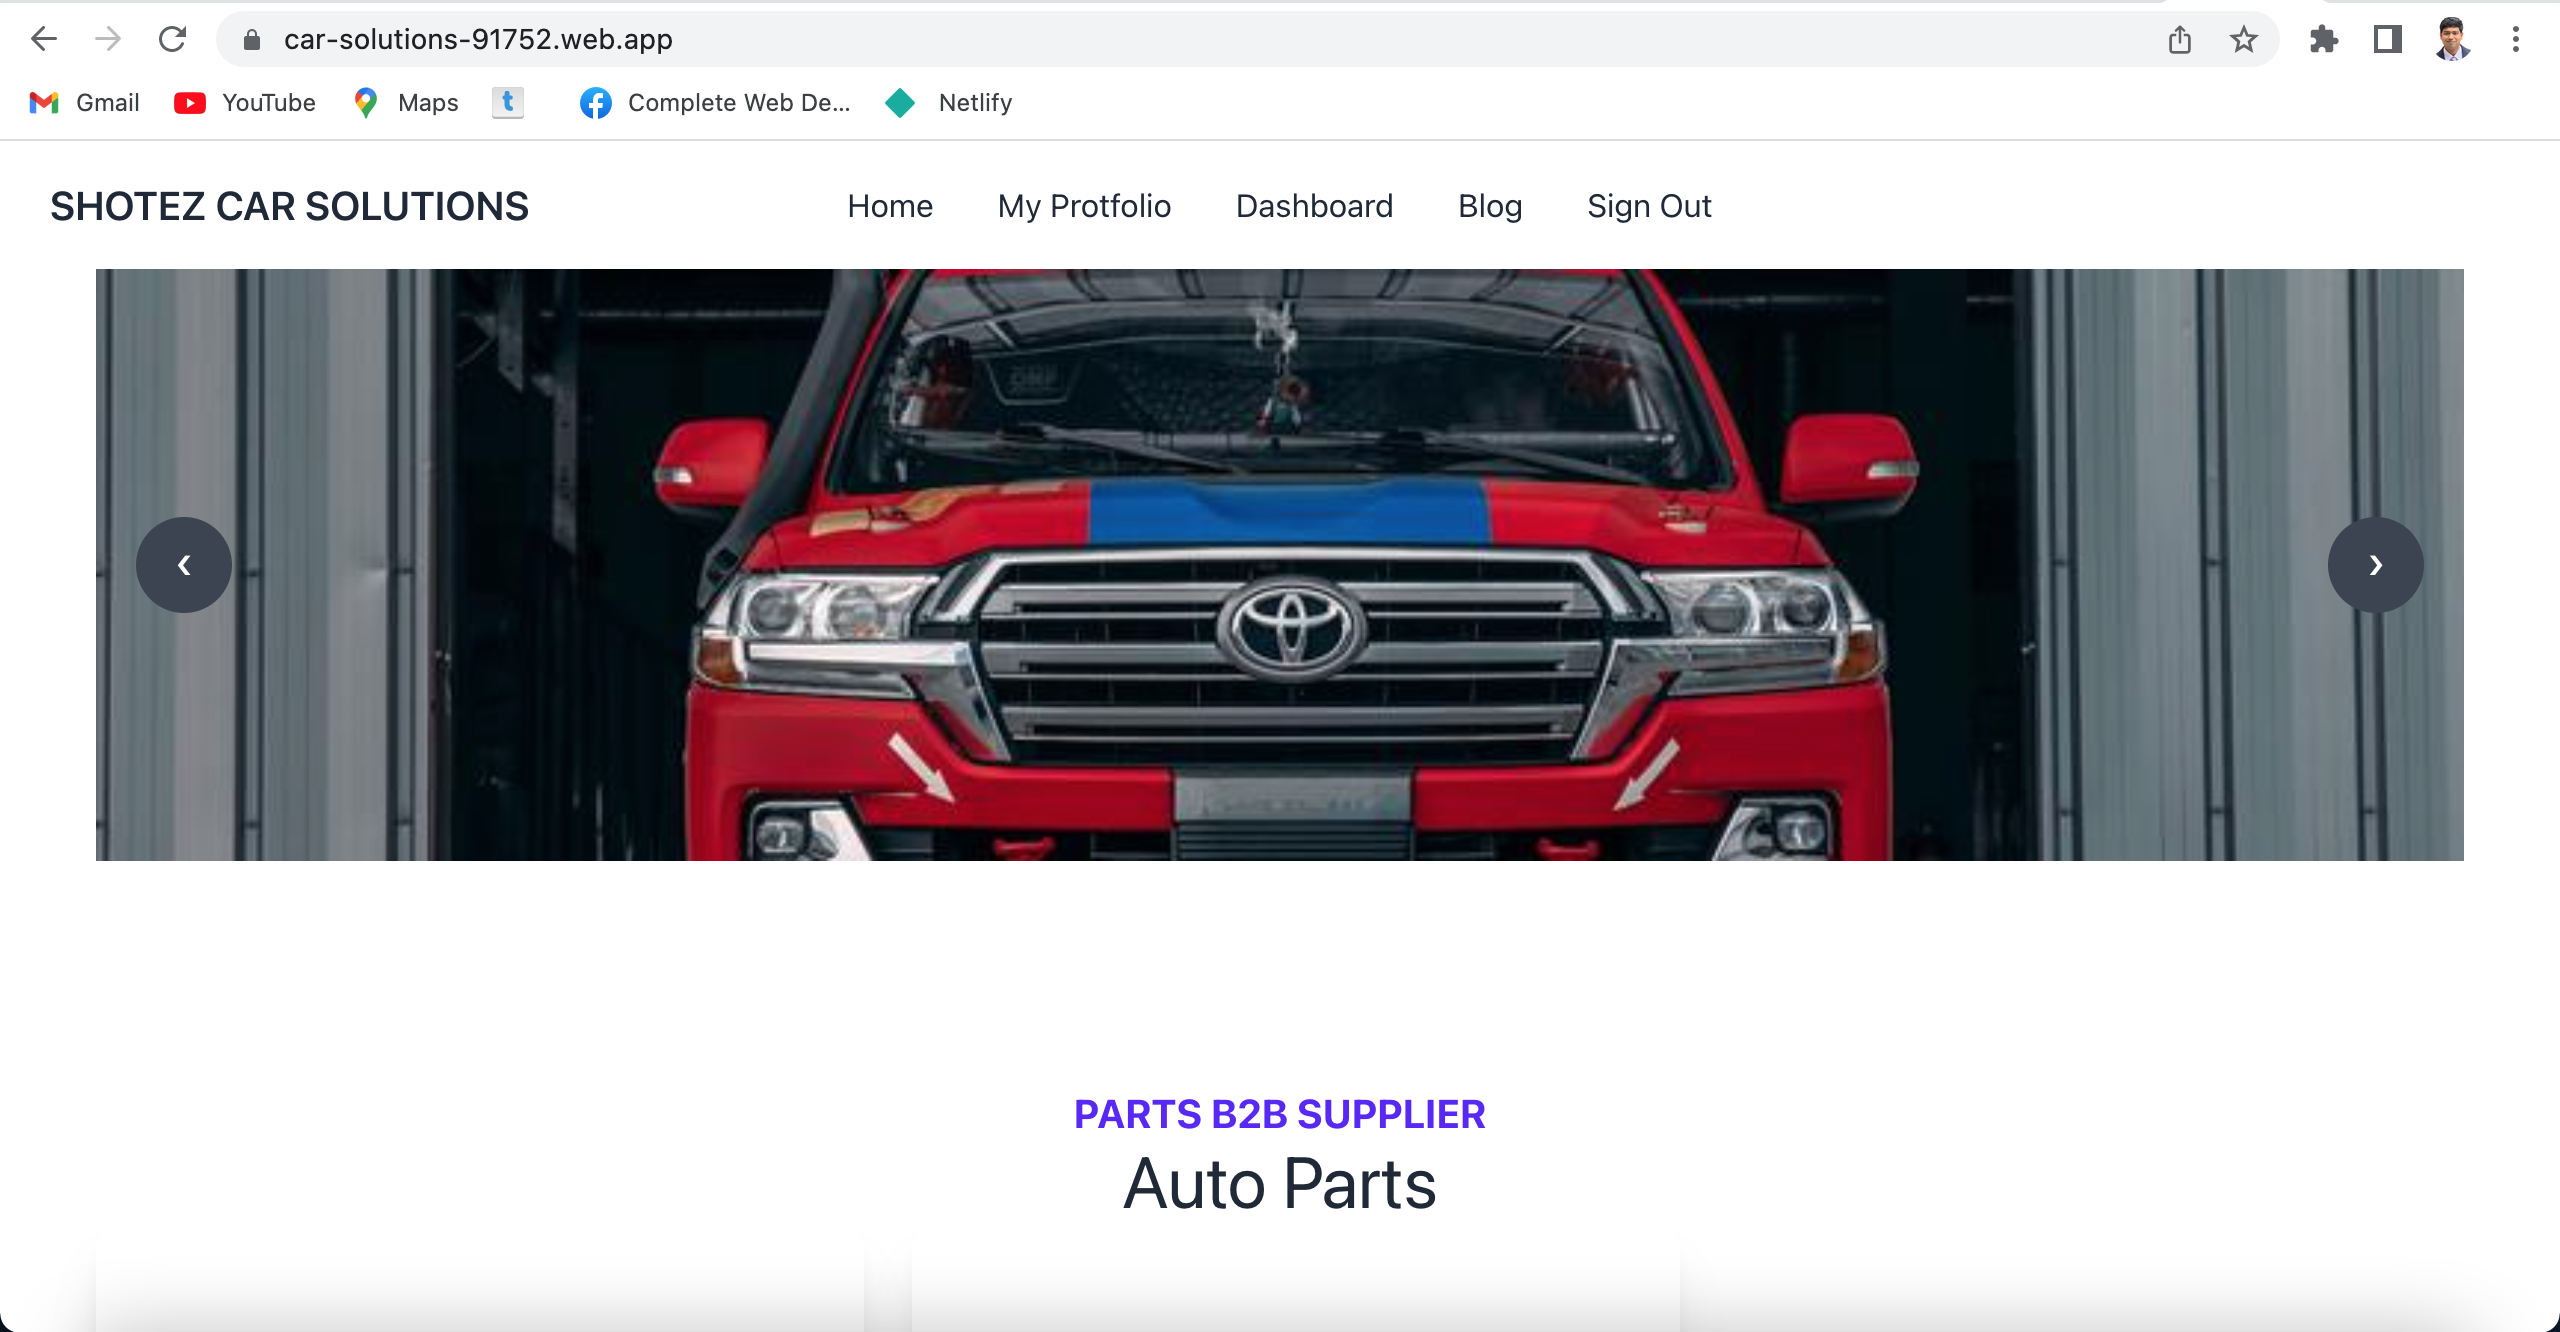 car-solutions-91752.web.app
Gmail YouTube Maps t Complete Web De... Netlify
SHOTEZ CAR SOLUTIONS Home My Protfolio Dashboard Blog Sign Out
PARTS B2B SUPPLIER
Auto Parts